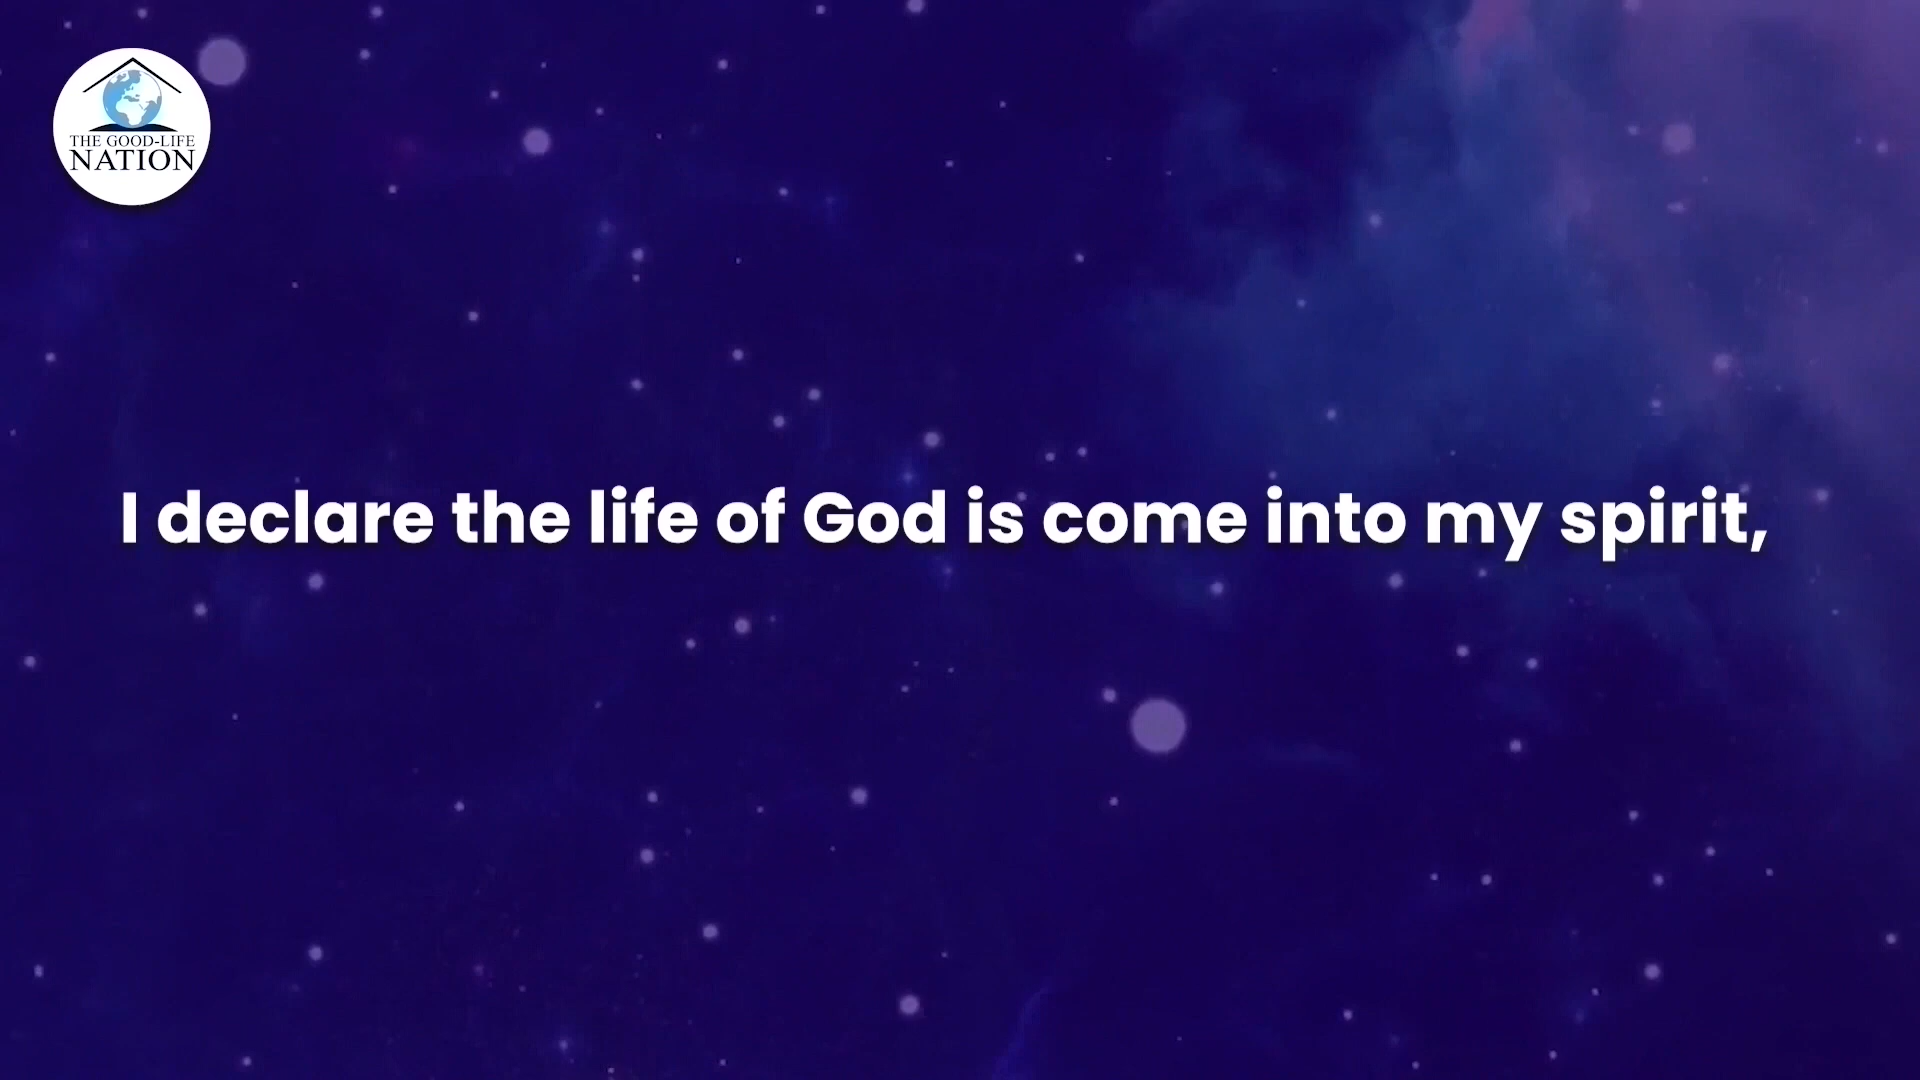 THE GOOD-LIFE
NATION
I declare the life of God is come into my spirit,